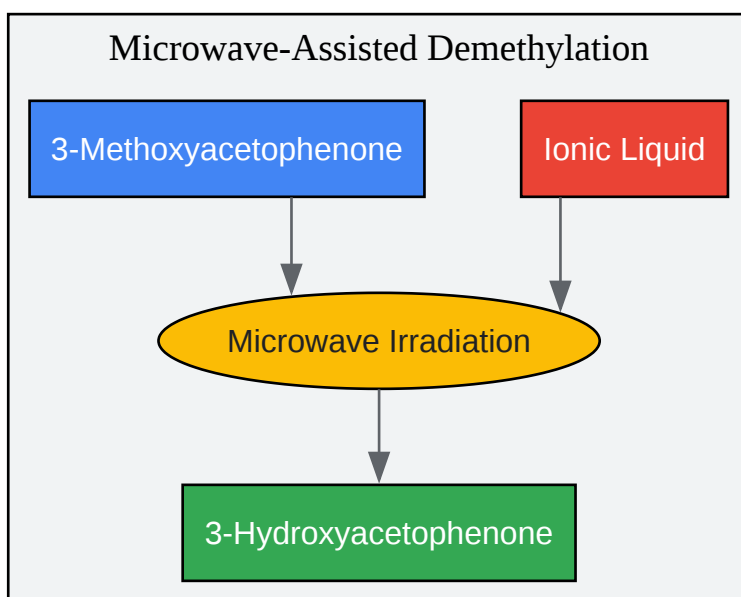 Microwave-Assisted Demethylation
3-Methoxyacetophenone
Ionic Liquid
Microwave Irradiation
3-Hydroxyacetophenone